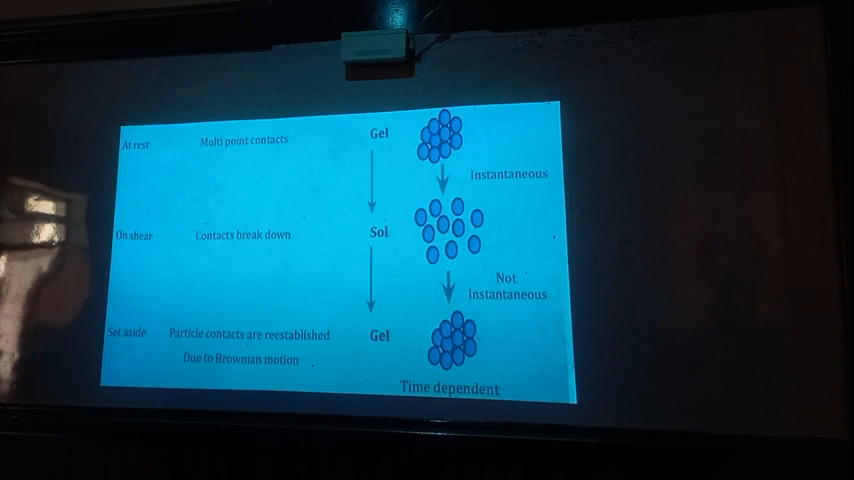 At rest Multi point contacts Gel
Instantaneous
On shear Contacts break down Sol
Not
Instantaneous
Set aside Particle contacts are reestablished Gel
Due to Brownian motion
Time dependent